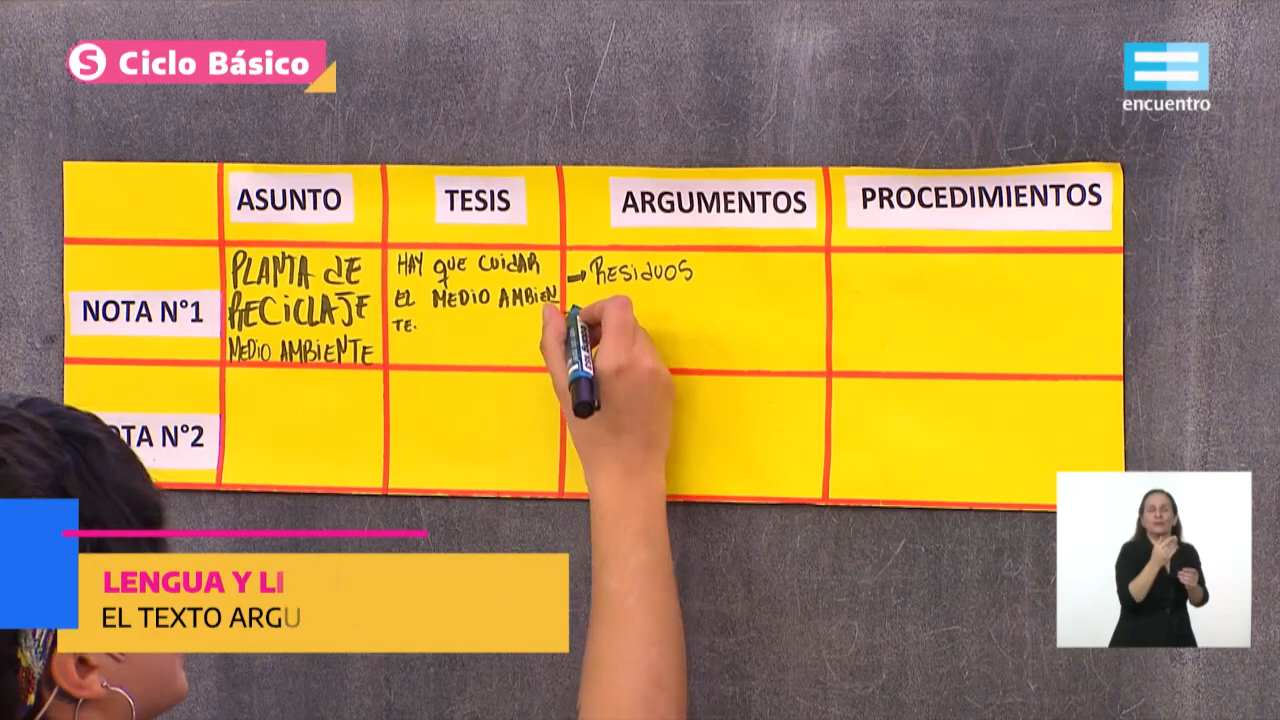 S Ciclo Básico
encuentro
ASUNTO
TESIS
ARGUMENTOS
PROCEDIMIENTOS
NOTA N°1
PLANTA DE
RECICLAJE
MEDIO AMBIENTE
HAY QUE CUIDAR
EL MEDIO AMBIEN
TE.
→ RESIDUOS
OTA N°2
LENGUA Y LI
EL TEXTO ARGU